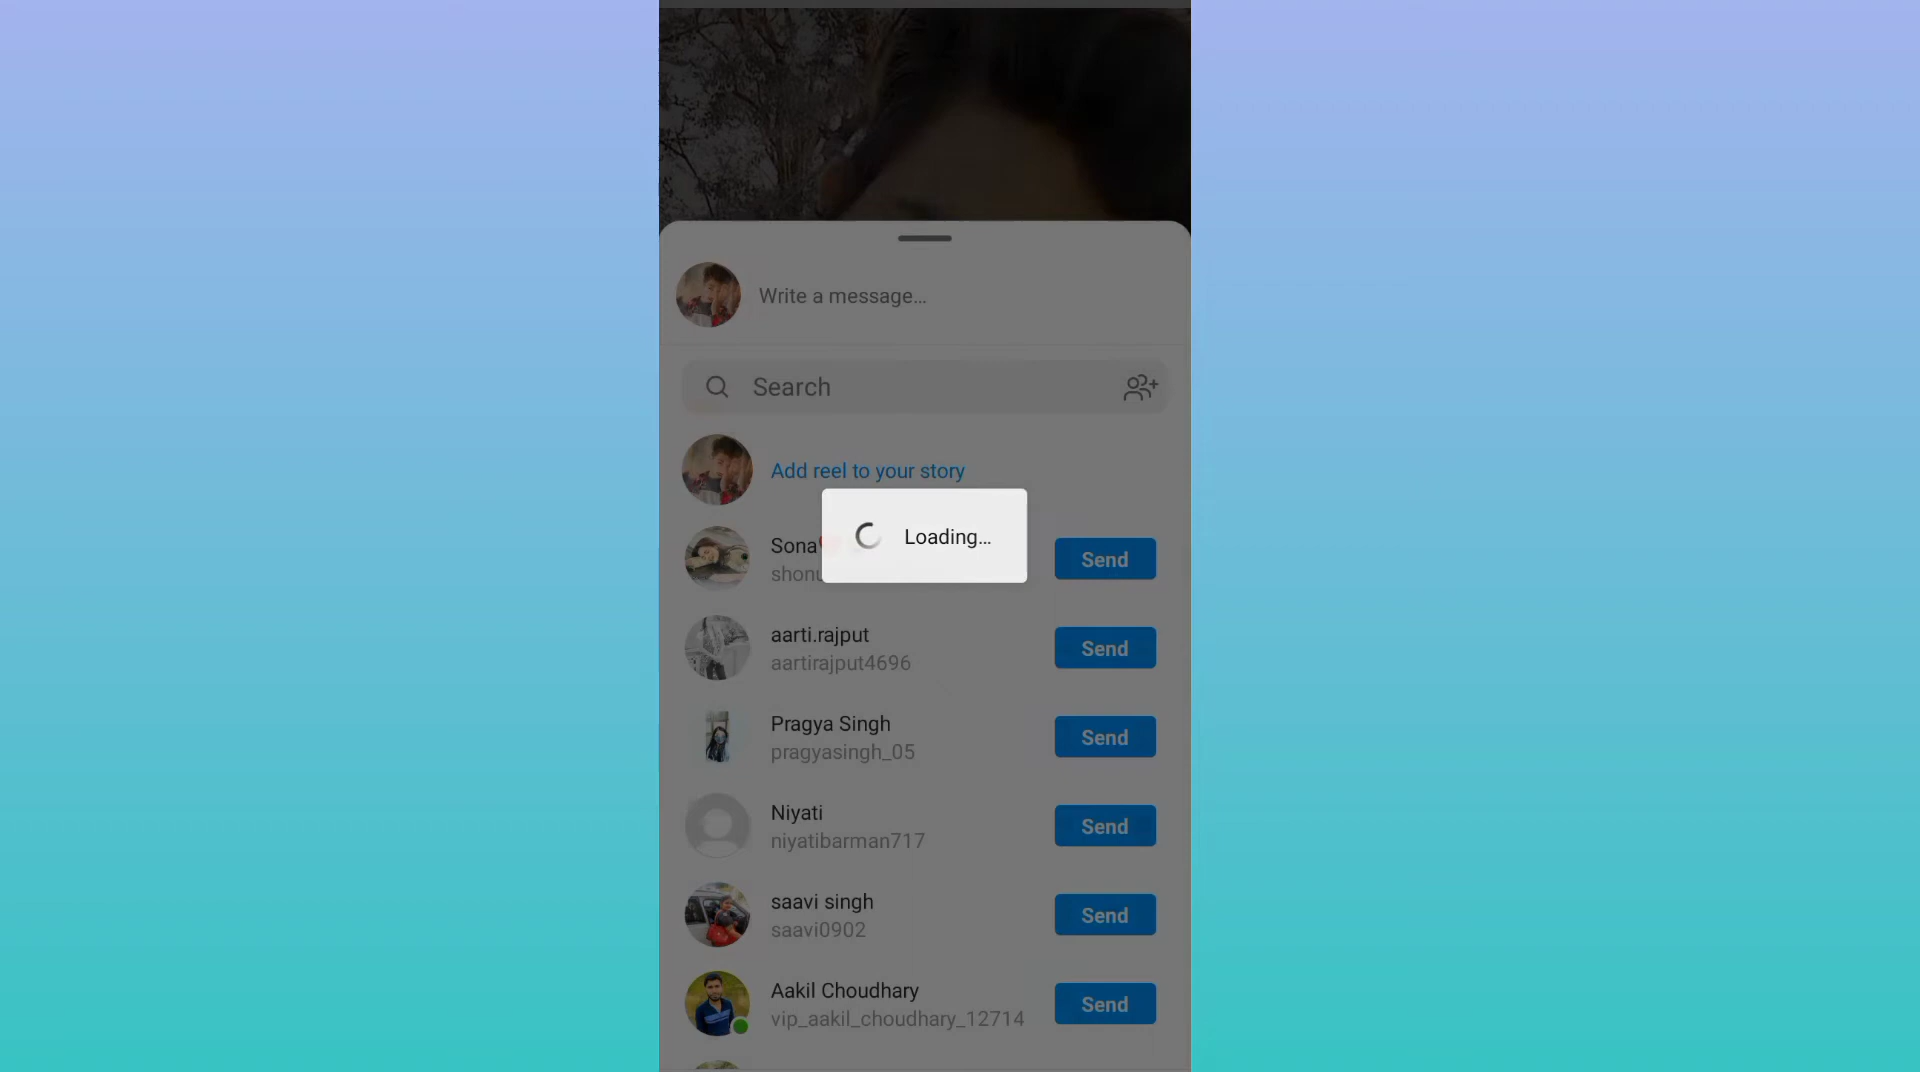 Write a message...
Search
Add reel to your story
Loading...
Sona
Send
aarti.rajput
aartirajput4696
Send
Pragya Singh
pragyasingh_05
Send
Niyati
niyatibarman717
Send
saavi singh
saavi0902
Send
Aakil Choudhary
vip_aakil_choudhary_12714
Send